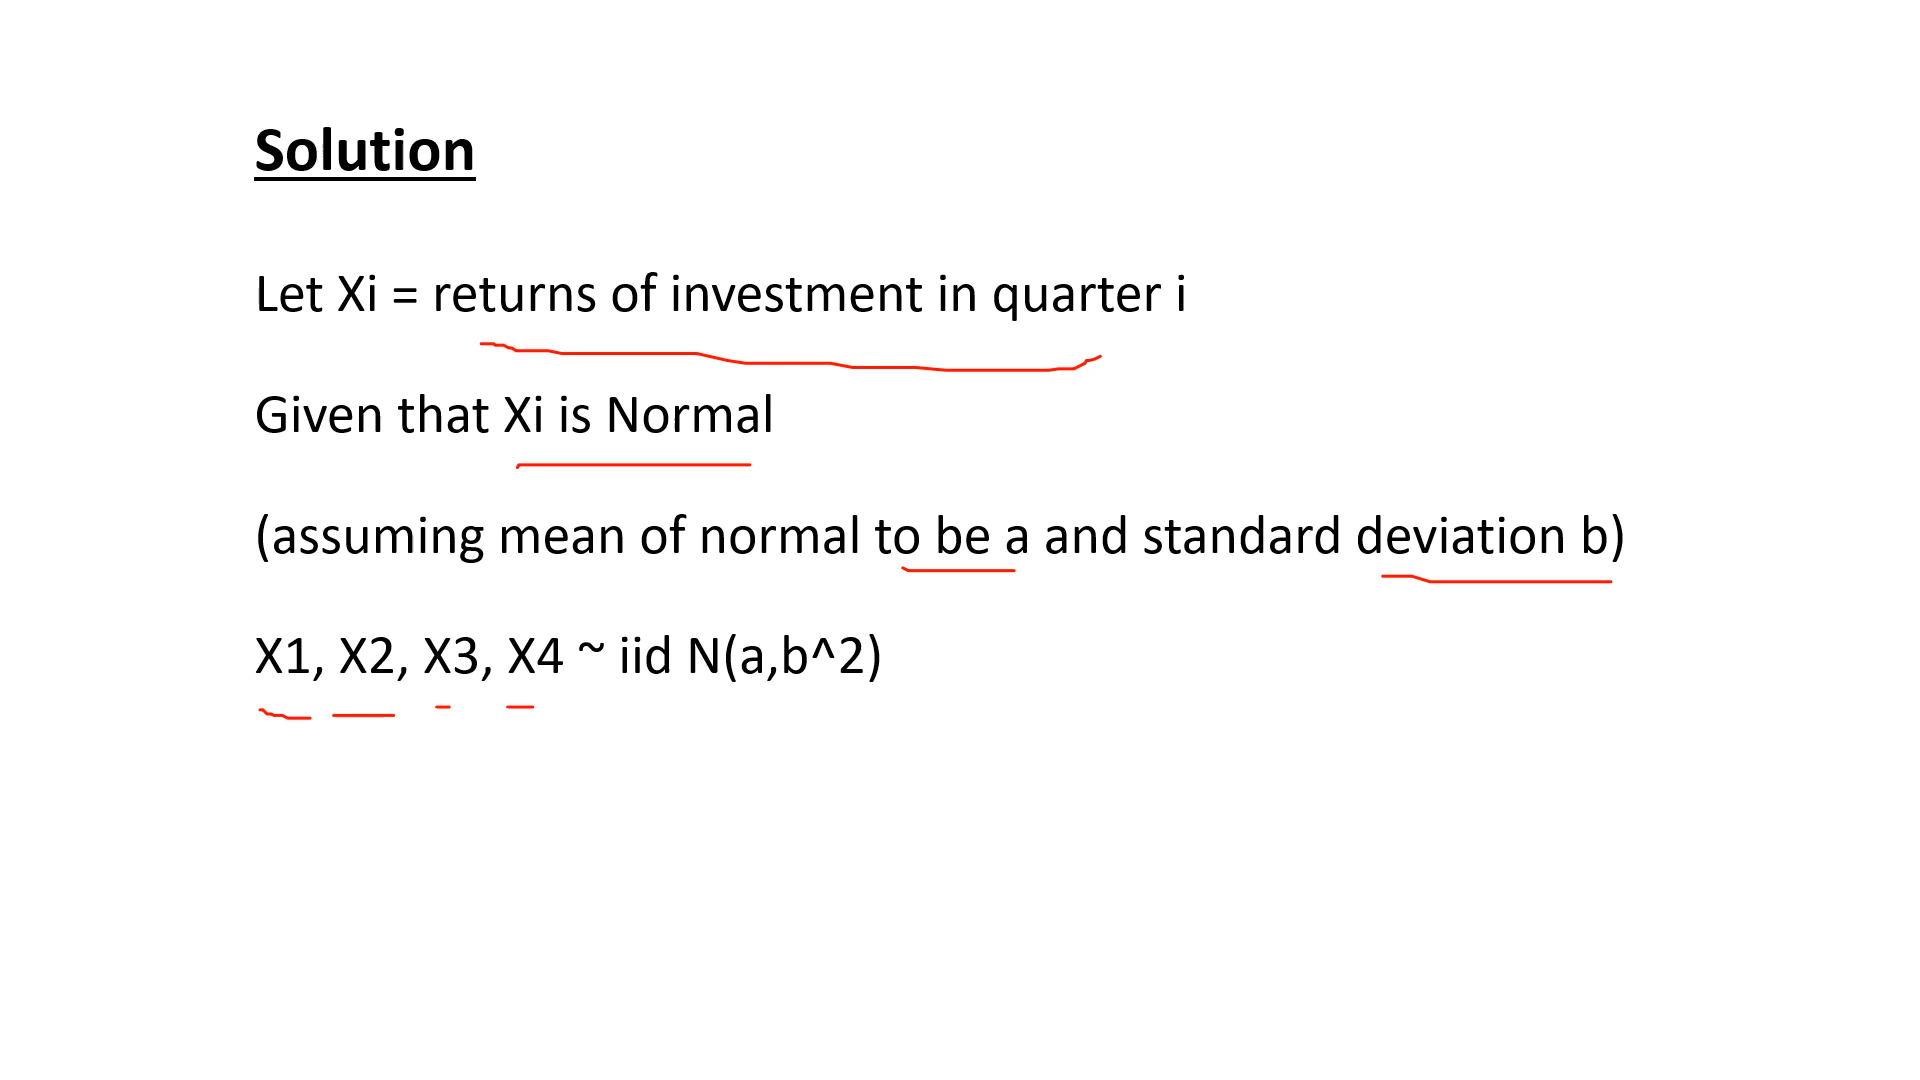 Solution
Let Xi = returns of investment in quarter i
Given that Xi is Normal
(assuming mean of normal to be a and standard deviation b)
X1, X2, X3, X4 ~ iid N(a,b^2)